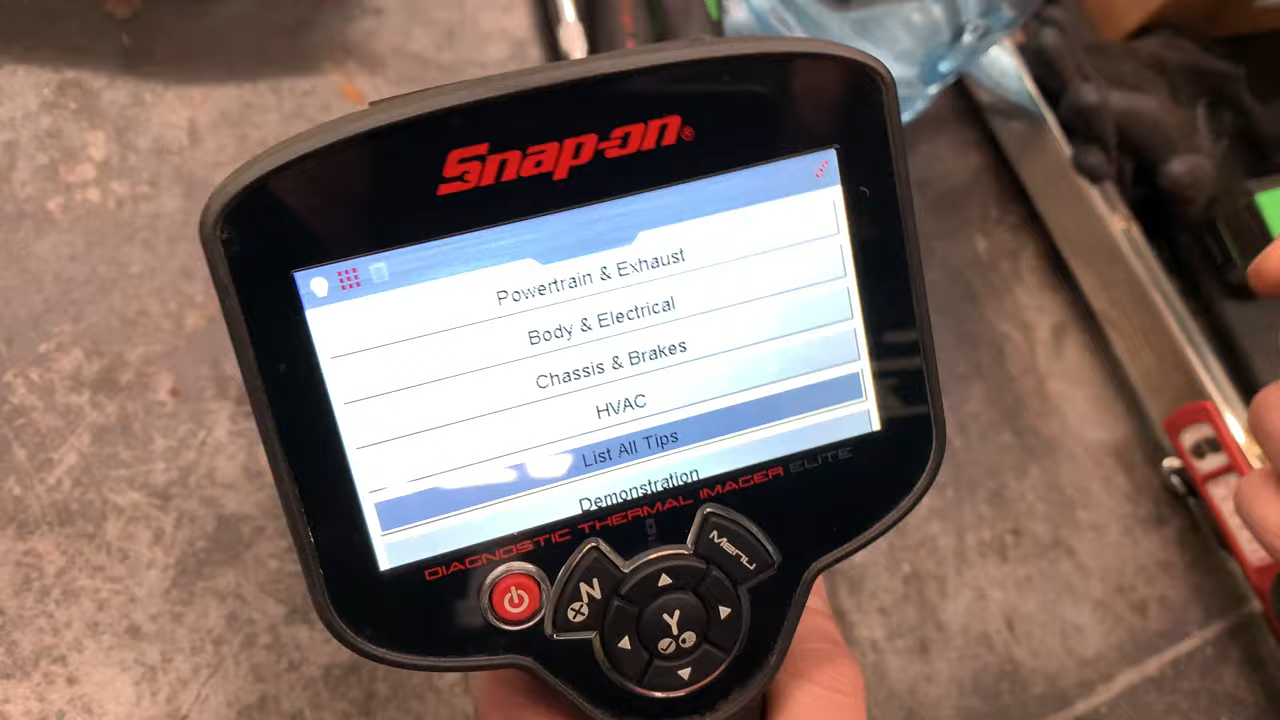 Snap-on®
Powertrain & Exhaust
Body & Electrical
Chassis & Brakes
HVAC
List All Tips
Demonstration
DIAGNOSTIC THERMAL IMAGER ELITE
N
Menu
Y